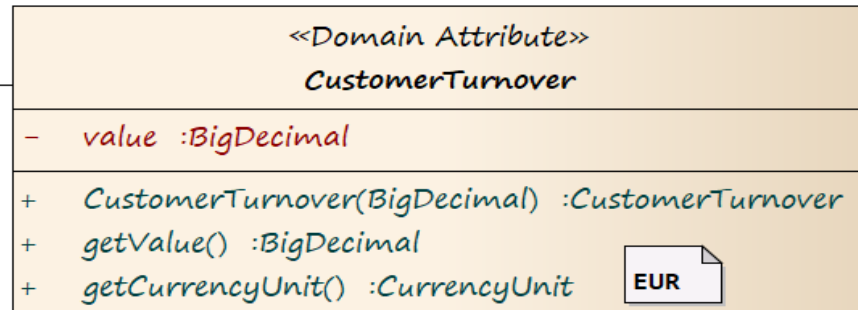 «Domain Attribute»
CustomerTurnover
- value :BigDecimal
+ CustomerTurnover(BigDecimal) :CustomerTurnover
+ getValue() :BigDecimal
+ getCurrencyUnit() :CurrencyUnit EUR